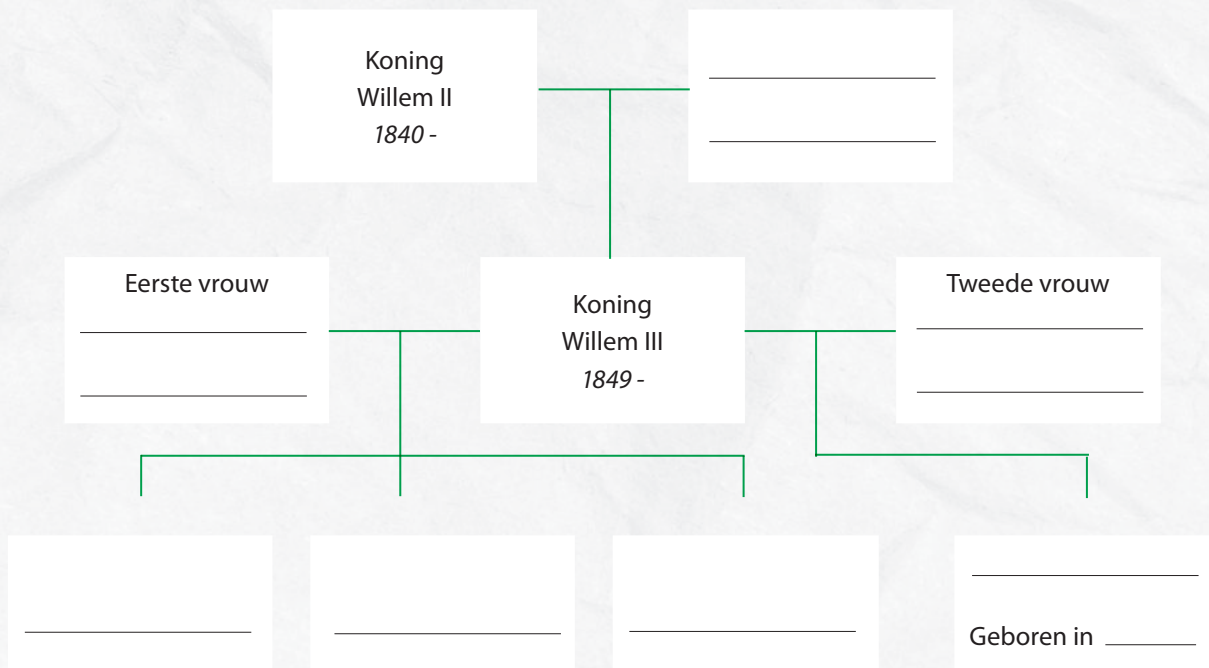 Koning
Willem II
1840 -
Eerste vrouw
Koning
Willem III
1849 -
Tweede vrouw
Geboren in